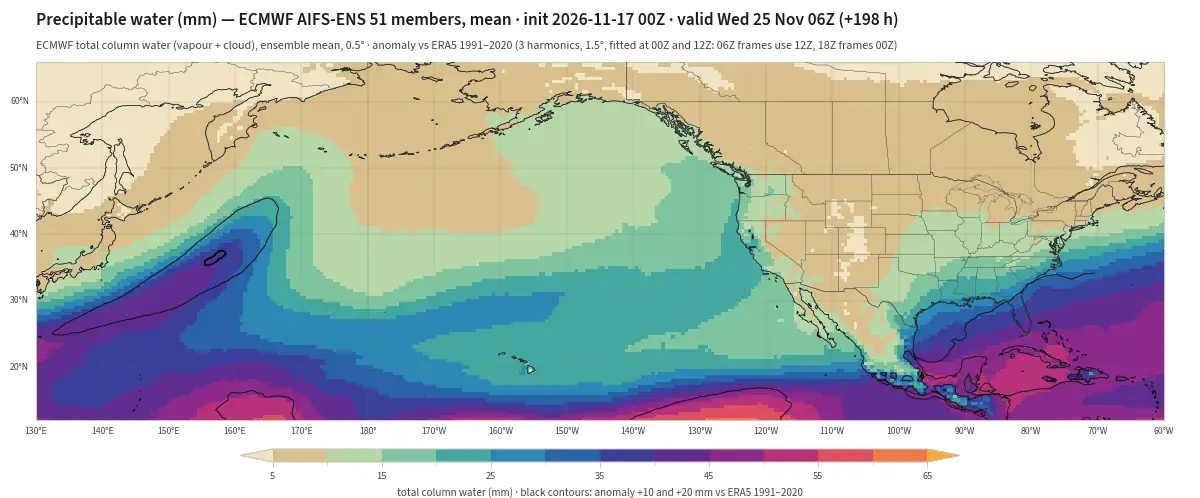 Precipitable water (mm) — ECMWF AIFS-ENS 51 members, mean · init 2026-11-17 00Z · valid Wed 25 Nov 06Z (+198 h)
ECMWF total column water (vapour + cloud), ensemble mean, 0.5° · anomaly vs ERA5 1991–2020 (3 harmonics, 1.5°, fitted at 00Z and 12Z: 06Z frames use 12Z, 18Z frames 00Z)
60°N
50°N
40°N
30°N
20°N
130°E 140°E 150°E 160°E 170°E 180° 170°W 160°W 150°W 140°W 130°W 120°W 110°W 100°W 90°W 80°W 70°W 60°W
5 15 25 35 45 55 65
total column water (mm) · black contours: anomaly +10 and +20 mm vs ERA5 1991–2020